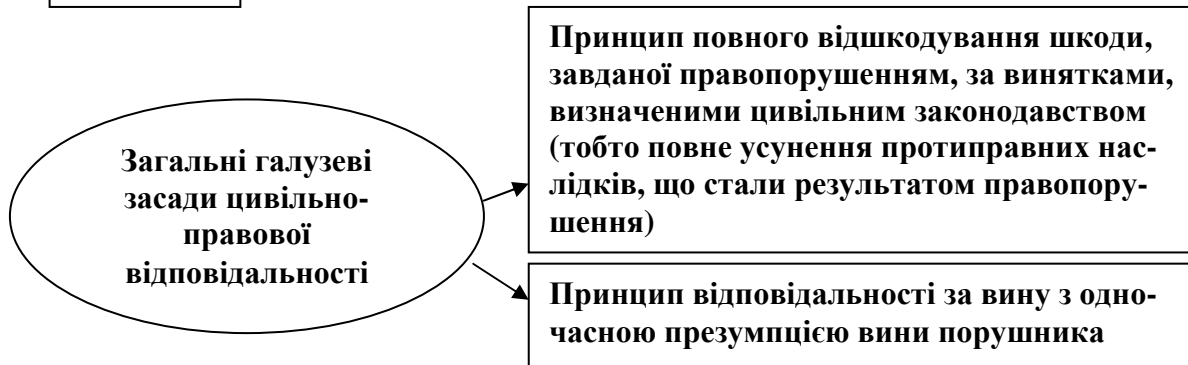 Загальні галузеві
засади цивільно-
правової
відповідальності
Принцип повного відшкодування шкоди,
завданої правопорушенням, за винятками,
визначеними цивільним законодавством
(тобто повне усунення протиправних нас-
лідків, що стали результатом правопору-
шення)
Принцип відповідальності за вину з одно-
часною презумпцією вини порушника